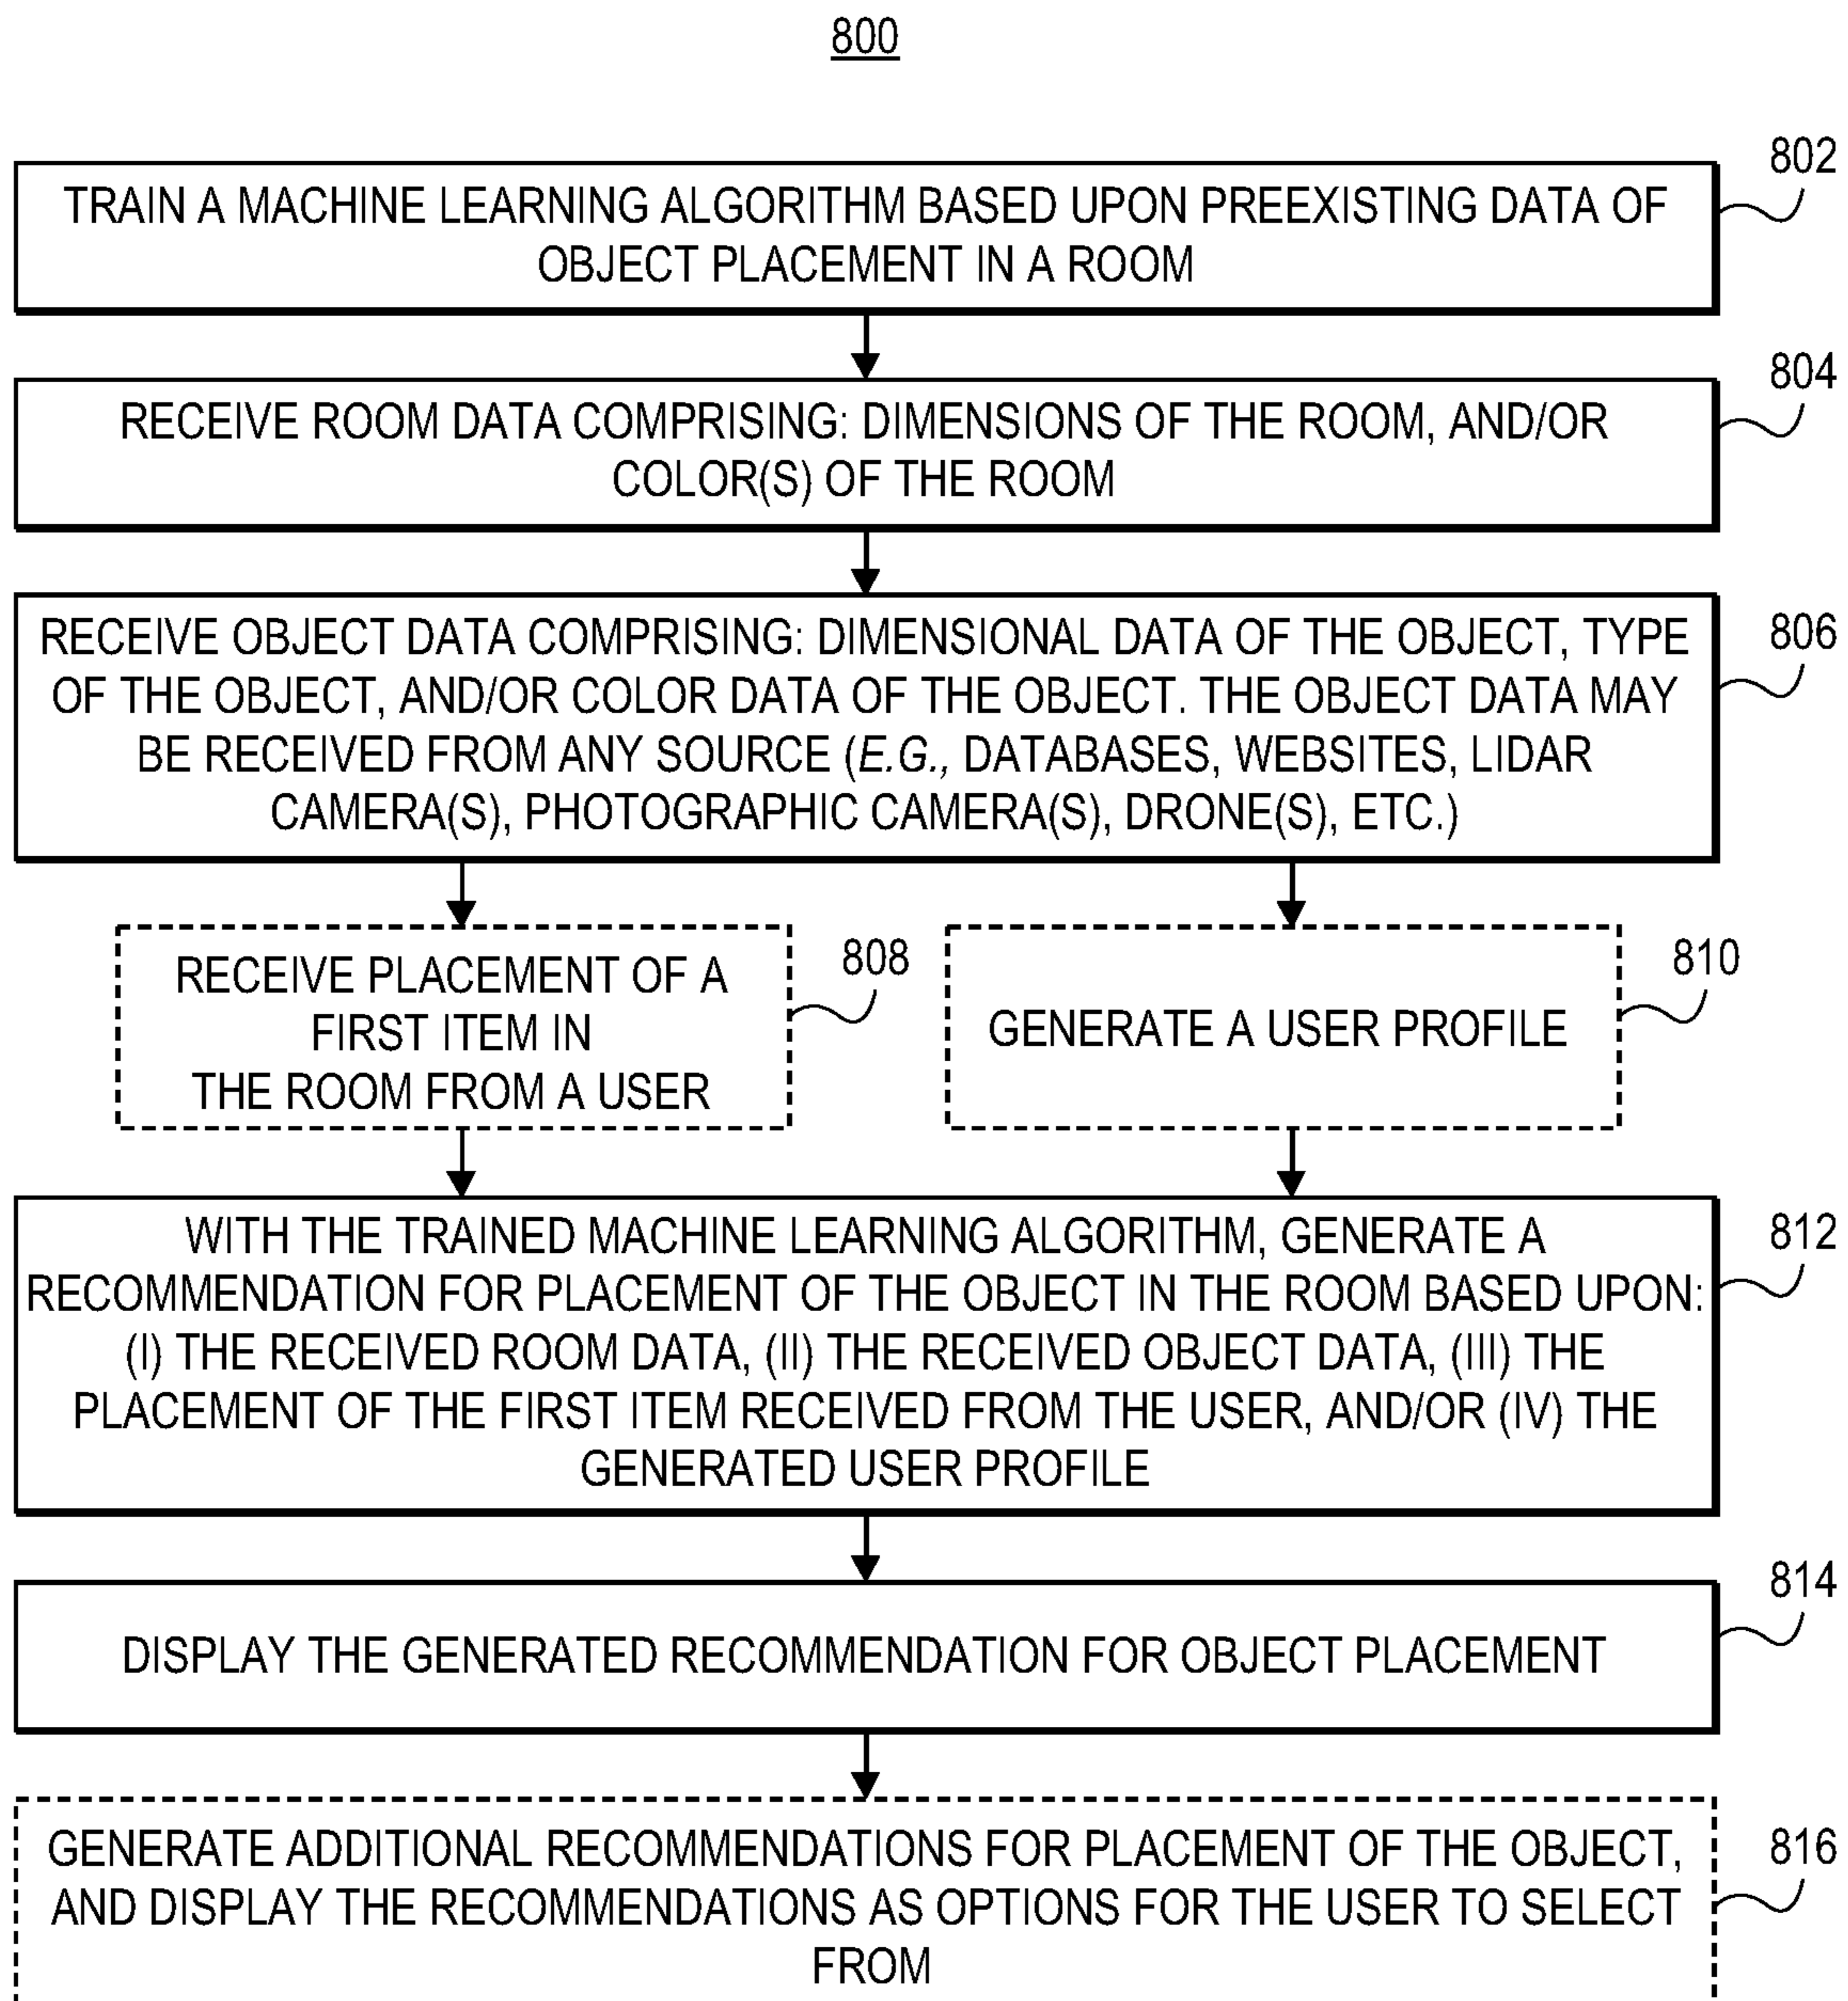 800
802
TRAIN A MACHINE LEARNING ALGORITHM BASED UPON PREEXISTING DATA OF
OBJECT PLACEMENT IN A ROOM
804
RECEIVE ROOM DATA COMPRISING: DIMENSIONS OF THE ROOM, AND/OR
COLOR(S) OF THE ROOM
806
RECEIVE OBJECT DATA COMPRISING: DIMENSIONAL DATA OF THE OBJECT, TYPE
OF THE OBJECT, AND/OR COLOR DATA OF THE OBJECT. THE OBJECT DATA MAY
BE RECEIVED FROM ANY SOURCE (E.G., DATABASES, WEBSITES, LIDAR
CAMERA(S), PHOTOGRAPHIC CAMERA(S), DRONE(S), ETC.)
808
RECEIVE PLACEMENT OF A
FIRST ITEM IN
THE ROOM FROM A USER
810
GENERATE A USER PROFILE
812
WITH THE TRAINED MACHINE LEARNING ALGORITHM, GENERATE A
RECOMMENDATION FOR PLACEMENT OF THE OBJECT IN THE ROOM BASED UPON:
(I) THE RECEIVED ROOM DATA, (II) THE RECEIVED OBJECT DATA, (III) THE
PLACEMENT OF THE FIRST ITEM RECEIVED FROM THE USER, AND/OR (IV) THE
GENERATED USER PROFILE
814
DISPLAY THE GENERATED RECOMMENDATION FOR OBJECT PLACEMENT
816
GENERATE ADDITIONAL RECOMMENDATIONS FOR PLACEMENT OF THE OBJECT,
AND DISPLAY THE RECOMMENDATIONS AS OPTIONS FOR THE USER TO SELECT
FROM